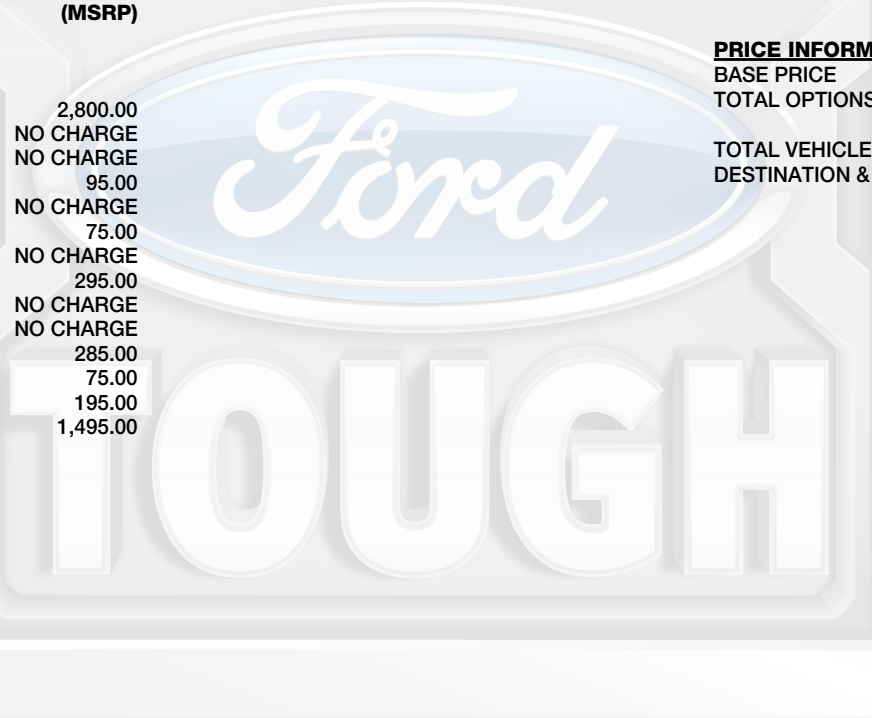 (MSRP)
2,800.00
NO CHARGE
NO CHARGE
95.00
NO CHARGE
75.00
NO CHARGE
295.00
NO CHARGE
NO CHARGE
285.00
75.00
195.00
1,495.00
PRICE INFORM
BASE PRICE
TOTAL OPTIONS
TOTAL VEHICLE
DESTINATION &
Ford
TOUGH